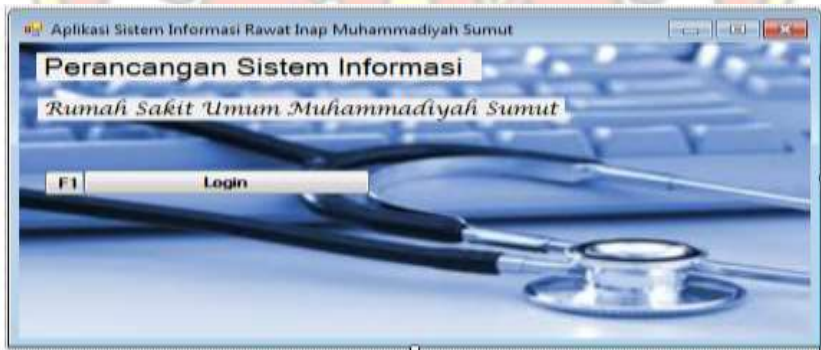 Aplikasi Sistem Informasi Rawat Inap Muhammadiyah Sumut
Perancangan Sistem Informasi
Rumah Sakit Umum Muhammadiyah Sumut
F1 Login